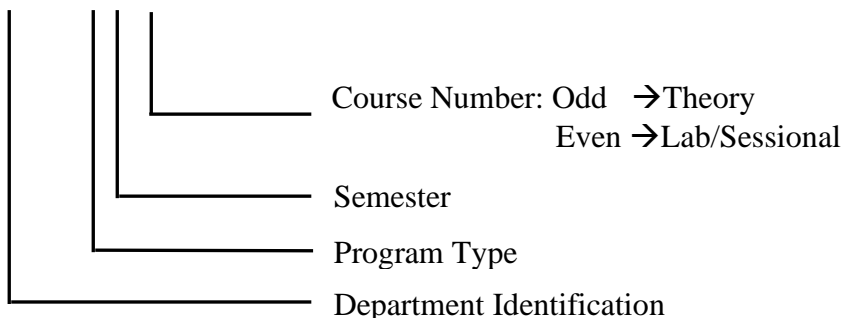 Course Number: Odd →Theory
Even →Lab/Sessional
Semester
Program Type
Department Identification